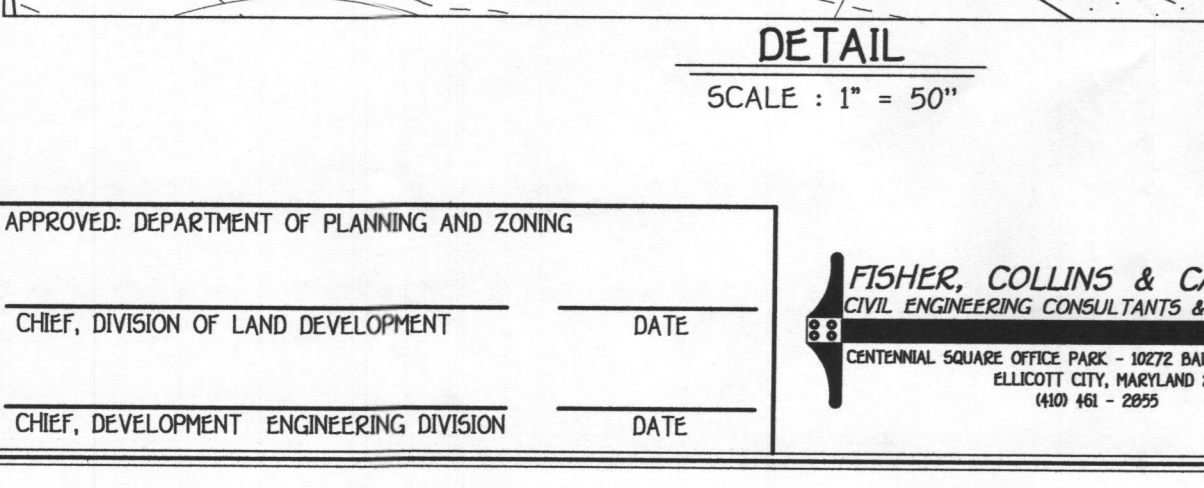 DETAIL
SCALE : 1" = 50"
APPROVED: DEPARTMENT OF PLANNING AND ZONING
CHIEF, DIVISION OF LAND DEVELOPMENT DATE
CHIEF, DEVELOPMENT ENGINEERING DIVISION DATE
FISHER, COLLINS &
CIVIL ENGINEERING CONSULTANTS &
CENTENNIAL SQUARE OFFICE PARK - 10272
ELLICOTT CITY, MARYLAND
(410) 461 - 2855